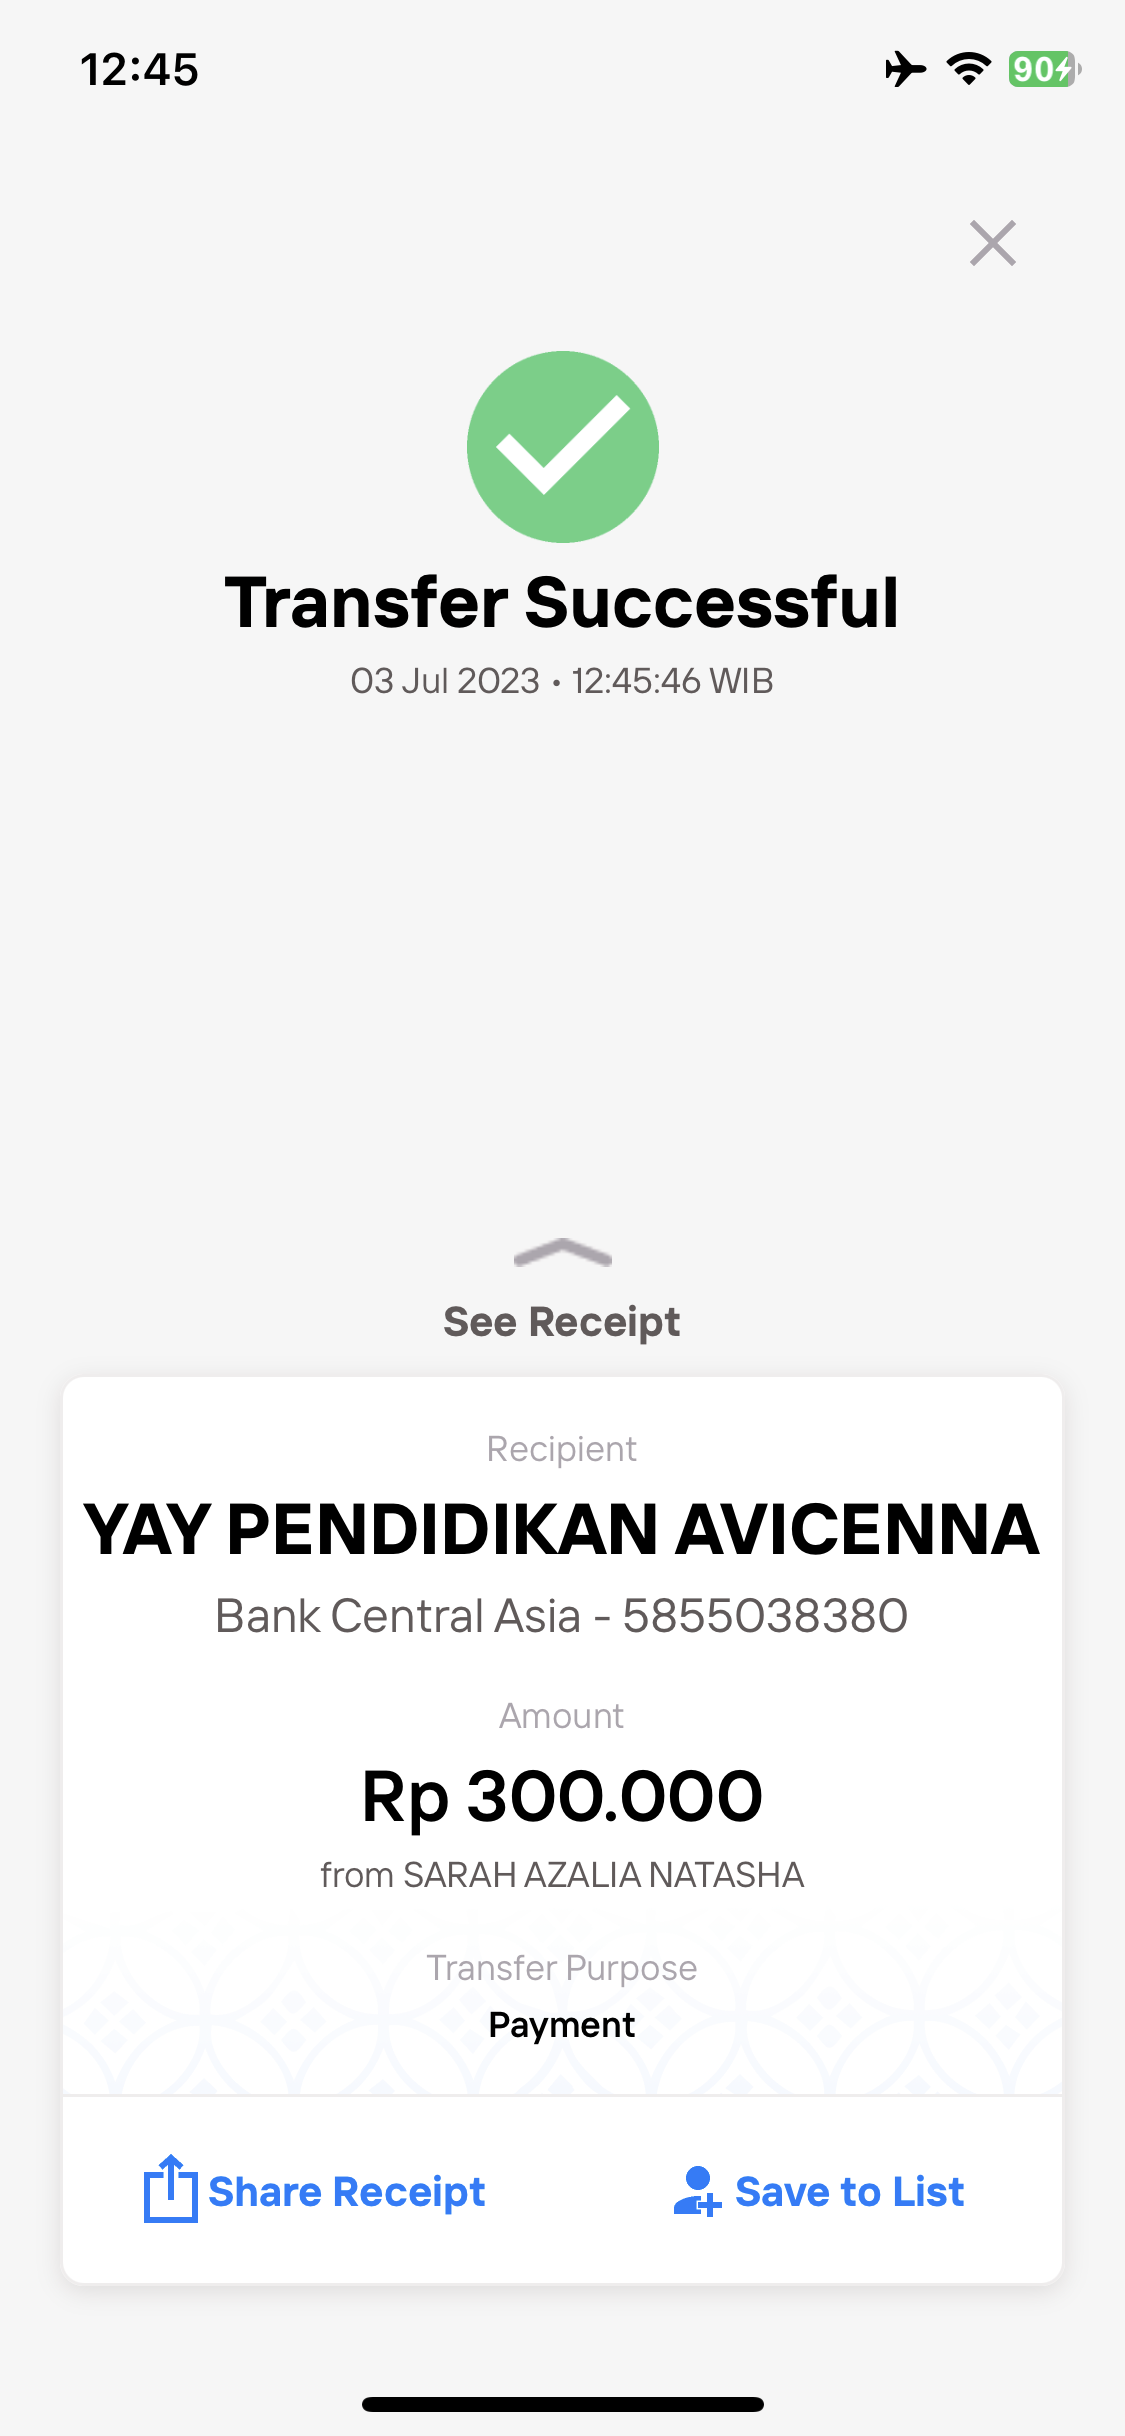 12:45
90
Transfer Successful
03 Jul 2023 • 12:45:46 WIB
See Receipt
Recipient
YAY PENDIDIKAN AVICENNA
Bank Central Asia - 5855038380
Amount
Rp 300.000
from SARAH AZALIA NATASHA
Transfer Purpose
Payment
Share Receipt
Save to List